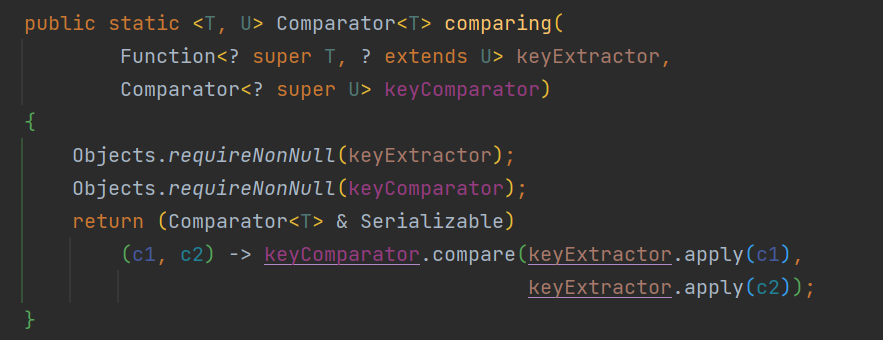 public static <T, U> Comparator<T> comparing(
        Function<? super T, ? extends U> keyExtractor,
        Comparator<? super U> keyComparator)
{
    Objects.requireNonNull(keyExtractor);
    Objects.requireNonNull(keyComparator);
    return (Comparator<T> & Serializable)
        (c1, c2) -> keyComparator.compare(keyExtractor.apply(c1),
                                          keyExtractor.apply(c2));
}